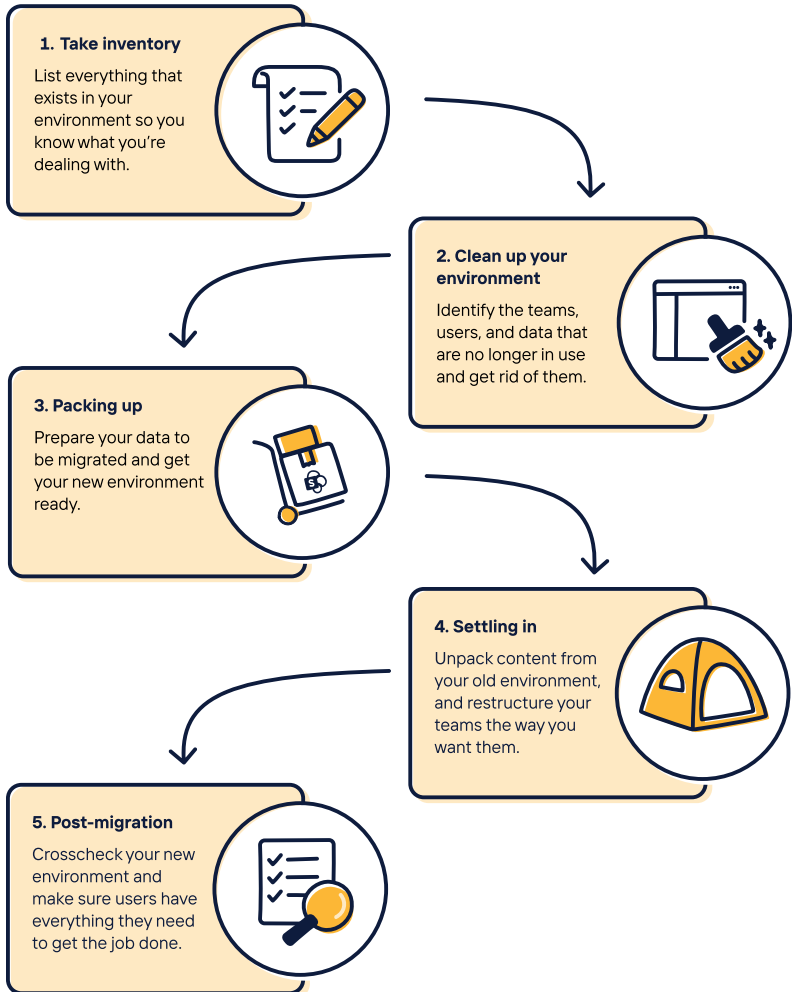 1. Take inventory
List everything that
exists in your
environment so you
know what you're
dealing with.
2. Clean up your
environment
Identify the teams,
users, and data that
are no longer in use
and get rid of them.
3. Packing up
Prepare your data to
be migrated and get
your new environment
ready.
S
4. Settling in
Unpack content from
your old environment,
and restructure your
teams the way you
want them.
5. Post-migration
Crosscheck your new
environment and
make sure users have
everything they need
to get the job done.